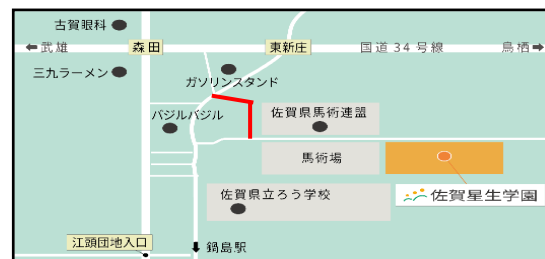 古賀眼科
⬅武雄
森田
東新庄
国道34号線
鳥栖➡
三九ラーメン
ガソリンスタンド
バジルバジル
佐賀県馬術連盟
馬術場
佐賀県立ろう学校
佐賀星生学園
江頭団地入口
⬇鍋島駅